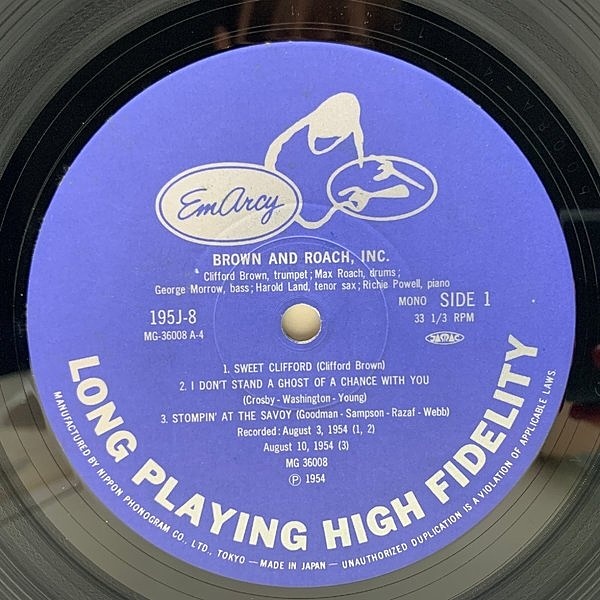 EmArcy
BROWN AND ROACH, INC.
Clifford Brown, trumpet; Max Roach, drums;
George Morrow, bass; Harold Land, tenor sax; Richie Powell, piano
195J-8
MG-36008 A-4
MONO SIDE 1
33 1/3 RPM
JASRAC
1. SWEET CLIFFORD (Clifford Brown)
2. I DON'T STAND A GHOST OF A CHANCE WITH YOU
(Crosby - Washington - Young)
3. STOMPIN' AT THE SAVOY (Goodman - Sampson - Razaf - Webb)
Recorded: August 3, 1954 (1, 2)
August 10, 1954 (3)
MG 36008
Ⓟ 1954
LONG PLAYING HIGH FIDELITY
MANUFACTURED BY NIPPON PHONOGRAM CO., LTD., TOKYO — MADE IN JAPAN — UNAUTHORIZED DUPLICATION IS A VIOLATION OF APPLICABLE LAWS.